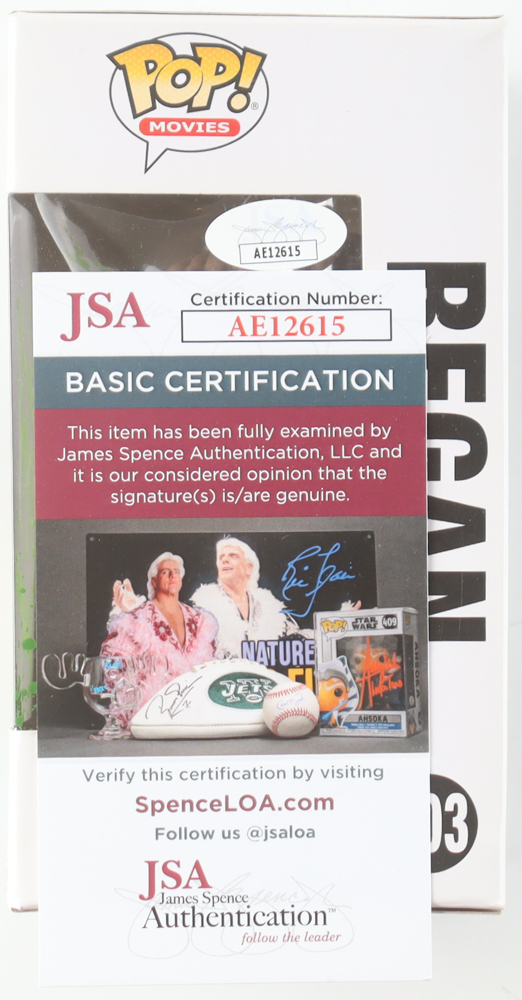 POP!
MOVIES
AE12615
REGAN
JSA
Certification Number:
AE12615
BASIC CERTIFICATION
This item has been fully examined by
James Spence Authentication, LLC and
it is our considered opinion that the
signature(s) is/are genuine.
NATURE
JETS
POP!
STAR WARS
409
AHSOKA
Verify this certification by visiting
SpenceLOA.com
Follow us @jsaloa
03
JSA
James Spence
Authentication™
follow the leader